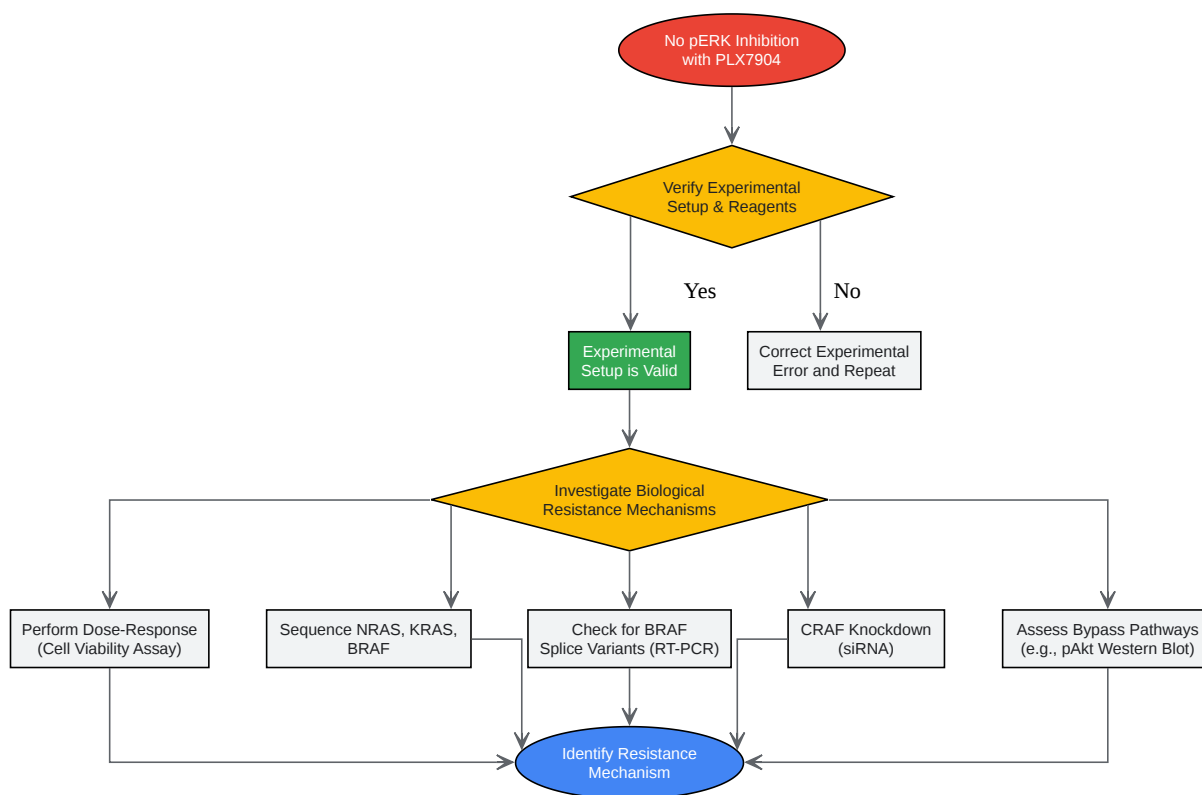 No pERK Inhibition
with PLX7904
Verify Experimental
Setup & Reagents
Yes
No
Experimental
Setup is Valid
Correct Experimental
Error and Repeat
Investigate Biological
Resistance Mechanisms
Perform Dose-Response
(Cell Viability Assay)
Sequence NRAS, KRAS,
BRAF
Check for BRAF
Splice Variants (RT-PCR)
CRAF Knockdown
(siRNA)
Assess Bypass Pathways
(e.g., pAkt Western Blot)
Identify Resistance
Mechanism